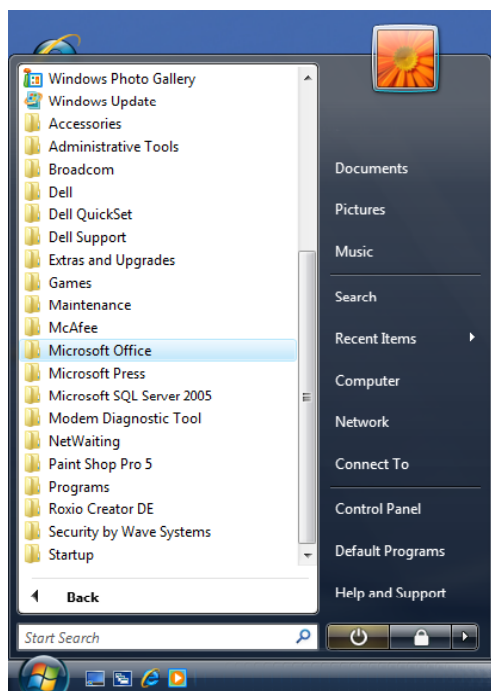 Windows Photo Gallery
Windows Update
Accessories
Administrative Tools
Broadcom
Dell
Dell QuickSet
Dell Support
Extras and Upgrades
Games
Maintenance
McAfee
Microsoft Office
Microsoft Press
Microsoft SQL Server 2005
Modem Diagnostic Tool
NetWaiting
Paint Shop Pro 5
Programs
Roxio Creator DE
Security by Wave Systems
Startup
Back
Start Search
Documents
Pictures
Music
Search
Recent Items
Computer
Network
Connect To
Control Panel
Default Programs
Help and Support